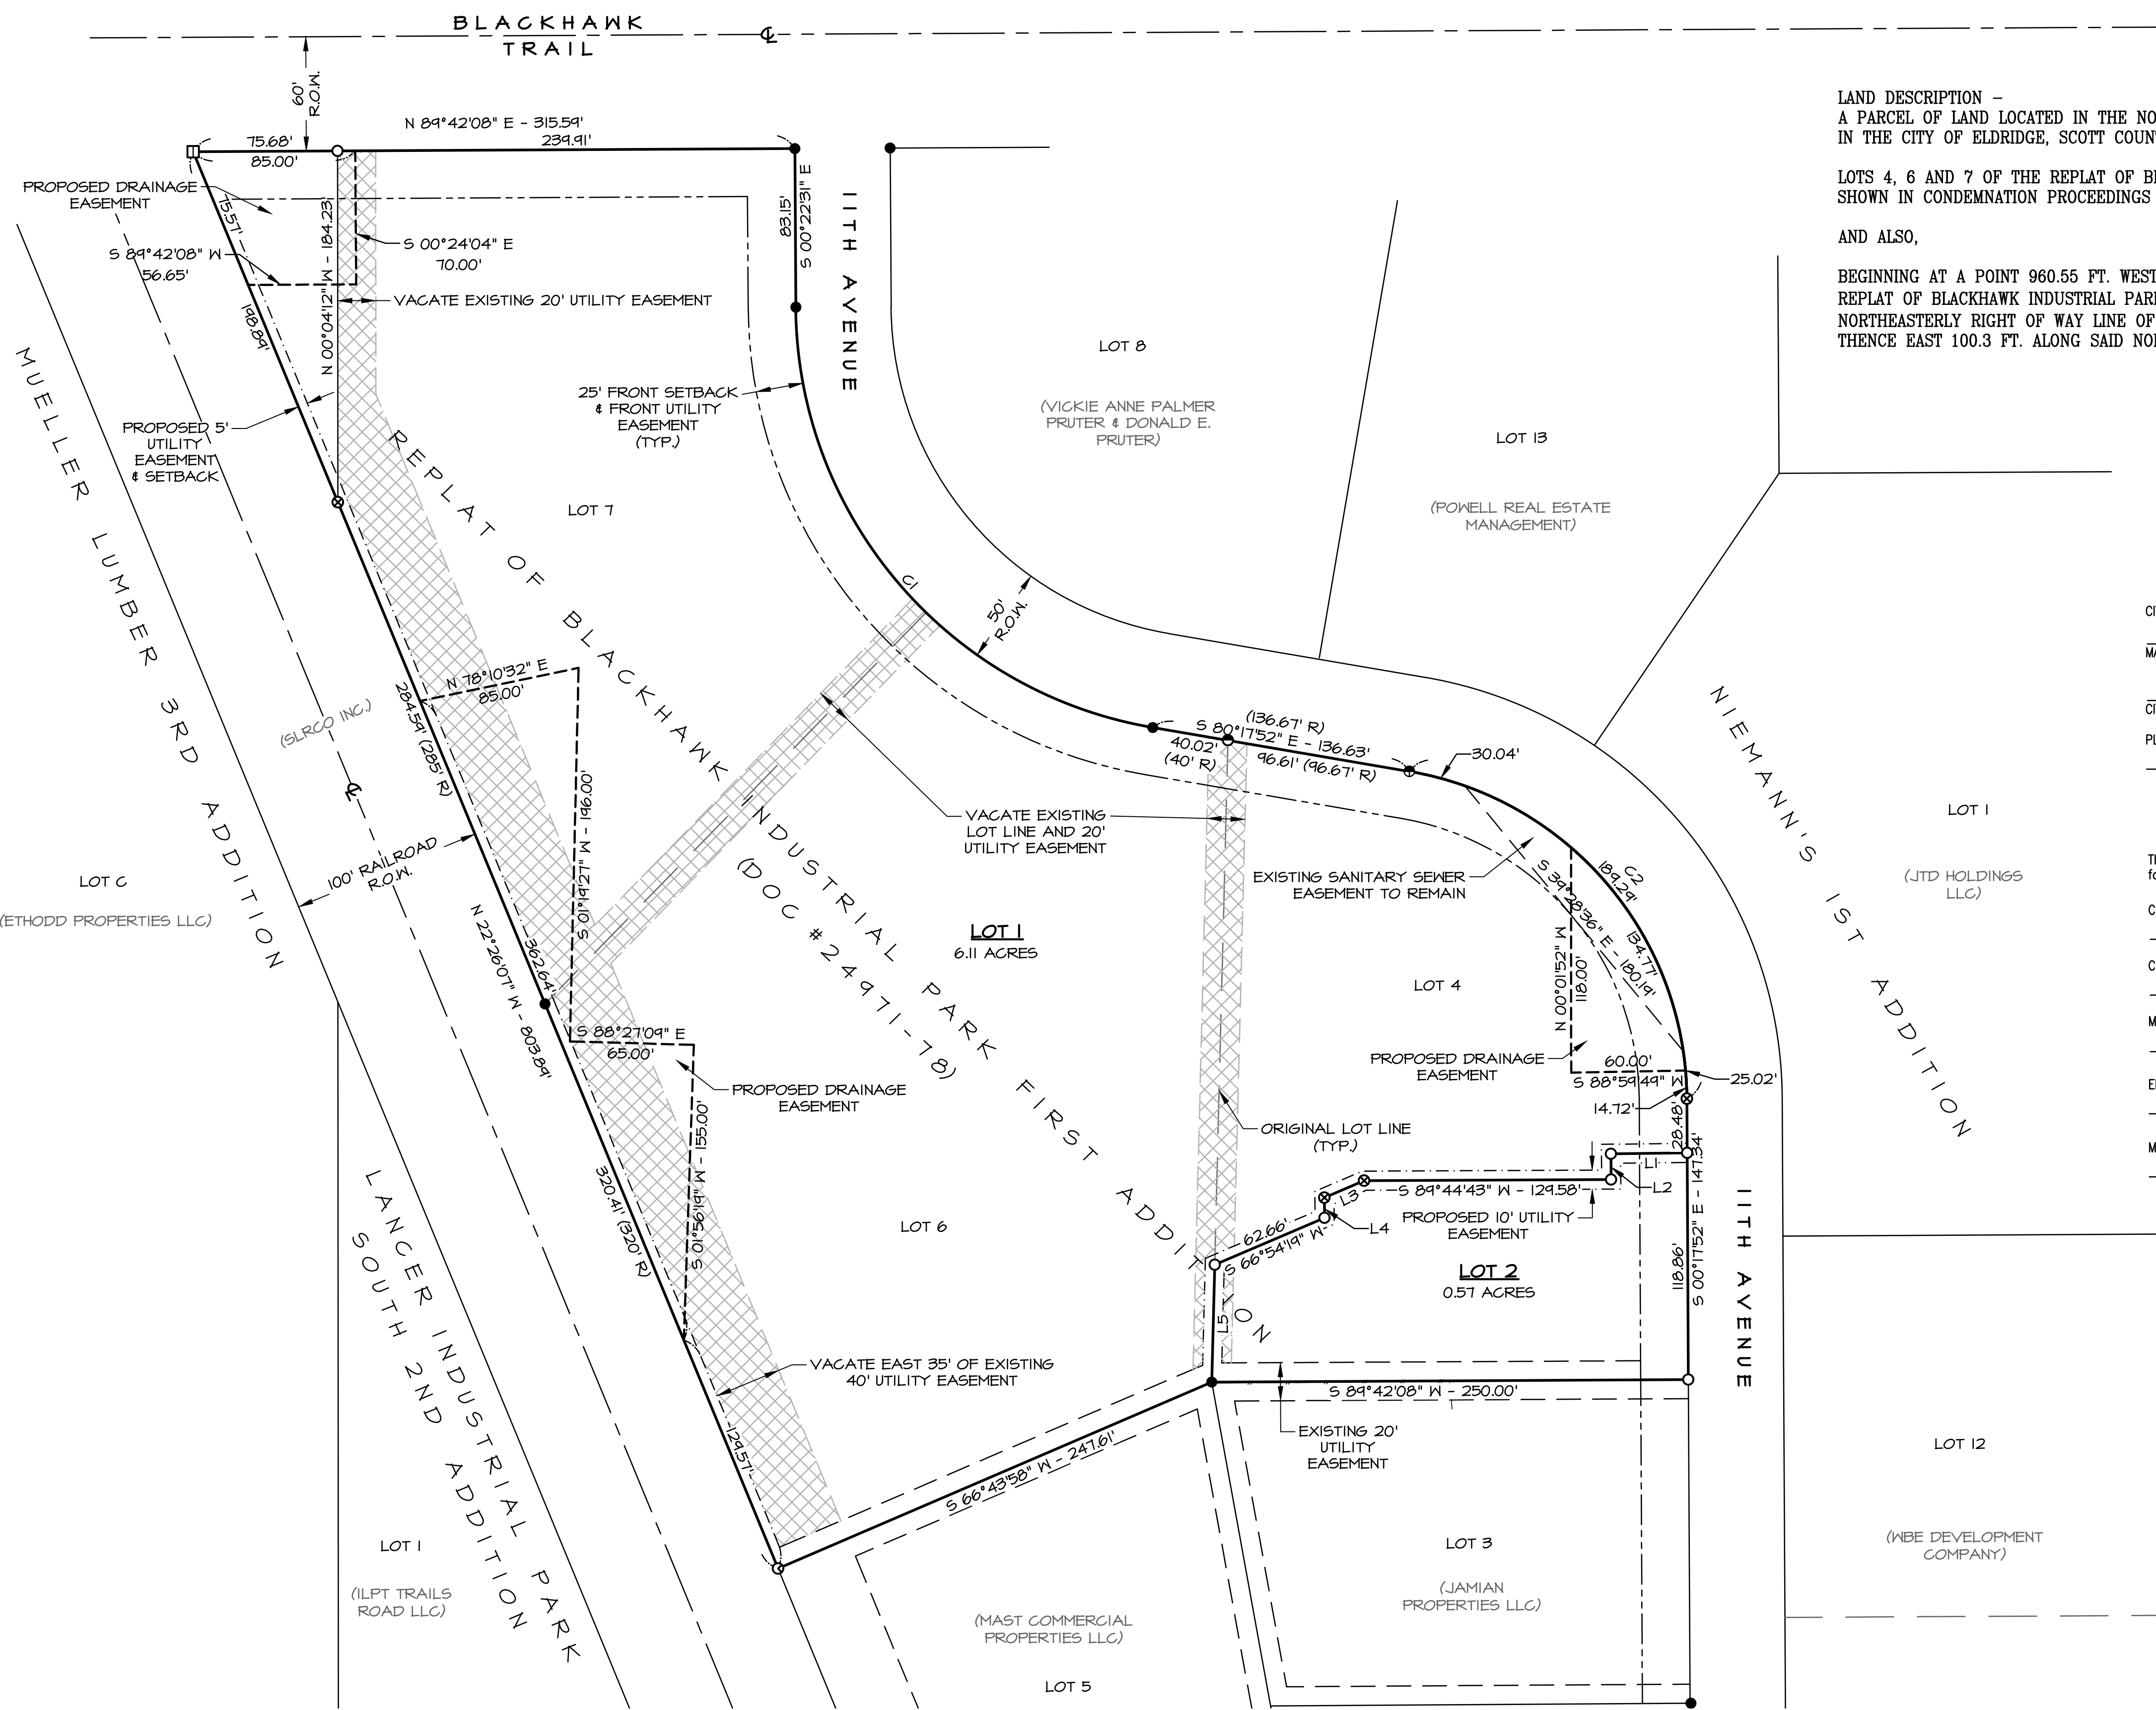 BLACKHAWK
TRAIL
℄
60'
R.O.W.
N 89°42'08" E - 315.59'
75.68'
239.91'
85.00'
PROPOSED DRAINAGE
EASEMENT
75.57'
S 89°42'08" W
56.65'
N 00°04'12" W - 184.23'
S 00°24'04" E
70.00'
VACATE EXISTING 20' UTILITY EASEMENT
198.89'
83.15'
S 00°22'31" E
11TH AVENUE
LAND DESCRIPTION -
A PARCEL OF LAND LOCATED IN THE NO
IN THE CITY OF ELDRIDGE, SCOTT COUN
LOTS 4, 6 AND 7 OF THE REPLAT OF
SHOWN IN CONDEMNATION PROCEEDINGS
AND ALSO,
BEGINNING AT A POINT 960.55 FT. WEST
REPLAT OF BLACKHAWK INDUSTRIAL PAR
NORTHEASTERLY RIGHT OF WAY LINE OF
THENCE EAST 100.3 FT. ALONG SAID NO
LOT 8
(VICKIE ANNE PALMER
PRUTER & DONALD E.
PRUTER)
25' FRONT SETBACK
& FRONT UTILITY
EASEMENT
(TYP.)
PROPOSED 5'
UTILITY
EASEMENT
& SETBACK
MUELLER LUMBER 3RD ADDITION
REPLAT OF BLACKHAWK INDUSTRIAL PARK FIRST ADDITION
(DOC #24971-78)
LOT 7
LOT 13
(POWELL REAL ESTATE
MANAGEMENT)
C1
50'
R.O.W.
N 78°10'32" E
85.00'
(SLRCO INC.)
284.59' (285' R)
℄
S 01°19'27" W - 196.00'
(136.67' R)
S 80°17'52" E - 136.63'
40.02'
(40' R)
96.61' (96.67' R)
30.04'
NIEMANN'S 1ST ADDITION
LOT 1
(JTD HOLDINGS
LLC)
VACATE EXISTING
LOT LINE AND 20'
UTILITY EASEMENT
100' RAILROAD
R.O.W.
LOT C
(ETHODD PROPERTIES LLC)
EXISTING SANITARY SEWER
EASEMENT TO REMAIN
C2
189.29'
S 39°28'36" E - 180.19'
134.77'
N 00°01'52" W
118.00'
LOT 1
6.11 ACRES
LOT 4
N 22°26'07" W - 803.89'
362.64'
S 88°27'09" E
65.00'
PROPOSED DRAINAGE
EASEMENT
S 01°56'19" W - 155.00'
PROPOSED DRAINAGE
EASEMENT
60.00'
S 88°59'49" W
25.02'
14.72'
28.48'
ORIGINAL LOT LINE
(TYP.)
L1
L2
L3
L4
L5
S 89°44'43" W - 129.58'
PROPOSED 10' UTILITY
EASEMENT
62.66'
S 66°54'19" W
LOT 6
320.41' (320' R)
LOT 2
0.57 ACRES
118.86'
S 00°17'52" E - 147.34'
11TH AVENUE
LANCER INDUSTRIAL PARK
SOUTH 2ND ADDITION
VACATE EAST 35' OF EXISTING
40' UTILITY EASEMENT
129.57'
S 89°42'08" W - 250.00'
EXISTING 20'
UTILITY
EASEMENT
S 66°43'58" W - 247.61'
LOT 12
(WBE DEVELOPMENT
COMPANY)
LOT 1
(ILPT TRAILS
ROAD LLC)
LOT 3
(JAMIAN
PROPERTIES LLC)
(MAST COMMERCIAL
PROPERTIES LLC)
LOT 5